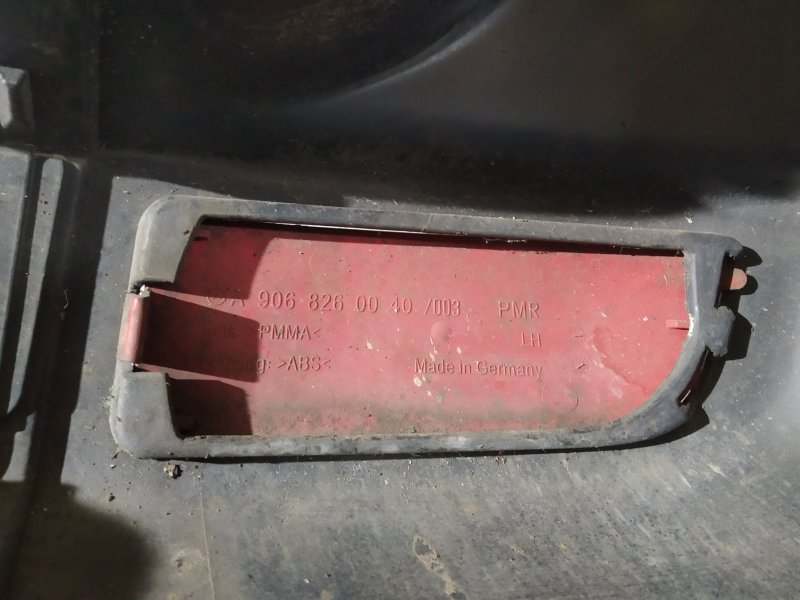 A 906 826 00 40 /003 PMR
>PMMA< LH
>ABS< Made in Germany